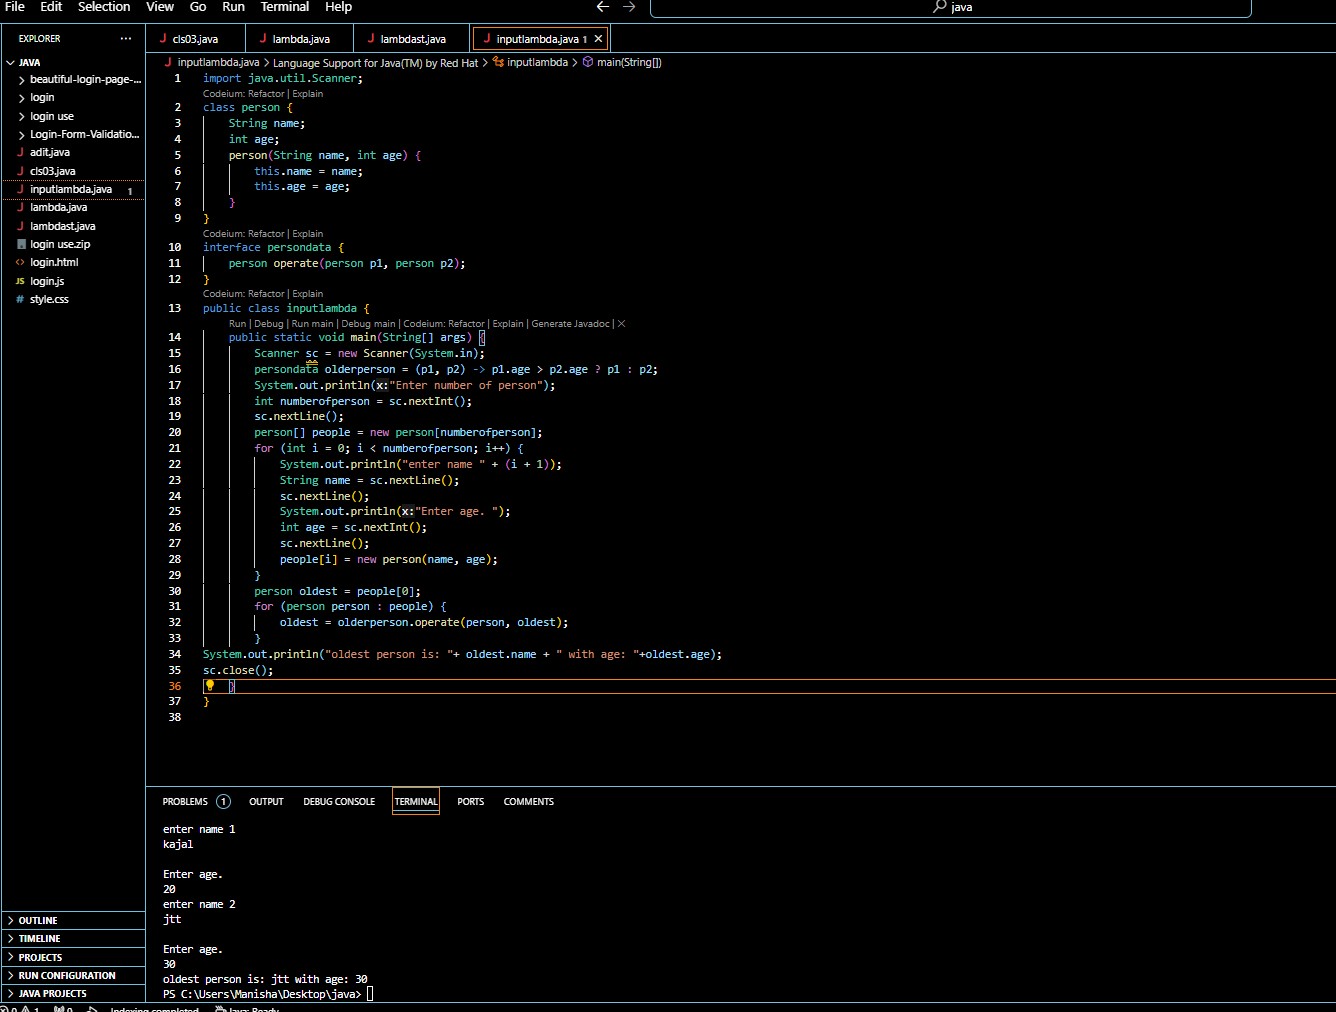 File Edit Selection View Go Run Terminal Help
java
EXPLORER
cls03.java
lambda.java
lambdast.java
inputlambda.java 1
inputlambda.java > Language Support for Java(TM) by Red Hat > inputlambda > main(String[])
JAVA
beautiful-login-page-...
login
login use
Login-Form-Validatio...
adit.java
cls03.java
inputlambda.java 1
lambda.java
lambdast.java
login use.zip
login.html
JS login.js
# style.css
OUTLINE
TIMELINE
PROJECTS
RUN CONFIGURATION
JAVA PROJECTS
1 import java.util.Scanner;
Codeium: Refactor | Explain
2 class person {
3 String name;
4 int age;
5 person(String name, int age) {
6 this.name = name;
7 this.age = age;
8 }
9 }
Codeium: Refactor | Explain
10 interface persondata {
11 person operate(person p1, person p2);
12 }
Codeium: Refactor | Explain
13 public class inputlambda {
Run | Debug | Run main | Debug main | Codeium: Refactor | Explain | Generate Javadoc | ×
14 public static void main(String[] args) {
15 Scanner sc = new Scanner(System.in);
16 persondata olderperson = (p1, p2) -> p1.age > p2.age ? p1 : p2;
17 System.out.println(x:"Enter number of person");
18 int numberofperson = sc.nextInt();
19 sc.nextLine();
20 person[] people = new person[numberofperson];
21 for (int i = 0; i < numberofperson; i++) {
22 System.out.println("enter name " + (i + 1));
23 String name = sc.nextLine();
24 sc.nextLine();
25 System.out.println(x:"Enter age. ");
26 int age = sc.nextInt();
27 sc.nextLine();
28 people[i] = new person(name, age);
29 }
30 person oldest = people[0];
31 for (person person : people) {
32 oldest = olderperson.operate(person, oldest);
33 }
34 System.out.println("oldest person is: "+ oldest.name + " with age: "+oldest.age);
35 sc.close();
36 }
37 }
38
PROBLEMS 1 OUTPUT DEBUG CONSOLE TERMINAL PORTS COMMENTS
enter name 1
kajal
Enter age.
20
enter name 2
jtt
Enter age.
30
oldest person is: jtt with age: 30
PS C:\Users\Manisha\Desktop\java>
0 1 0 Indexing completed. Java: Ready